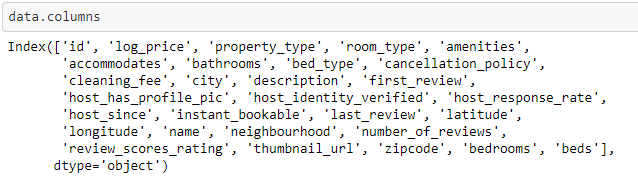 data.columns
Index(['id', 'log_price', 'property_type', 'room_type', 'amenities',
'accommodates', 'bathrooms', 'bed_type', 'cancellation_policy',
'cleaning_fee', 'city', 'description', 'first_review',
'host_has_profile_pic', 'host_identity_verified', 'host_response_rate',
'host_since', 'instant_bookable', 'last_review', 'latitude',
'longitude', 'name', 'neighbourhood', 'number_of_reviews',
'review_scores_rating', 'thumbnail_url', 'zipcode', 'bedrooms', 'beds'],
dtype='object')